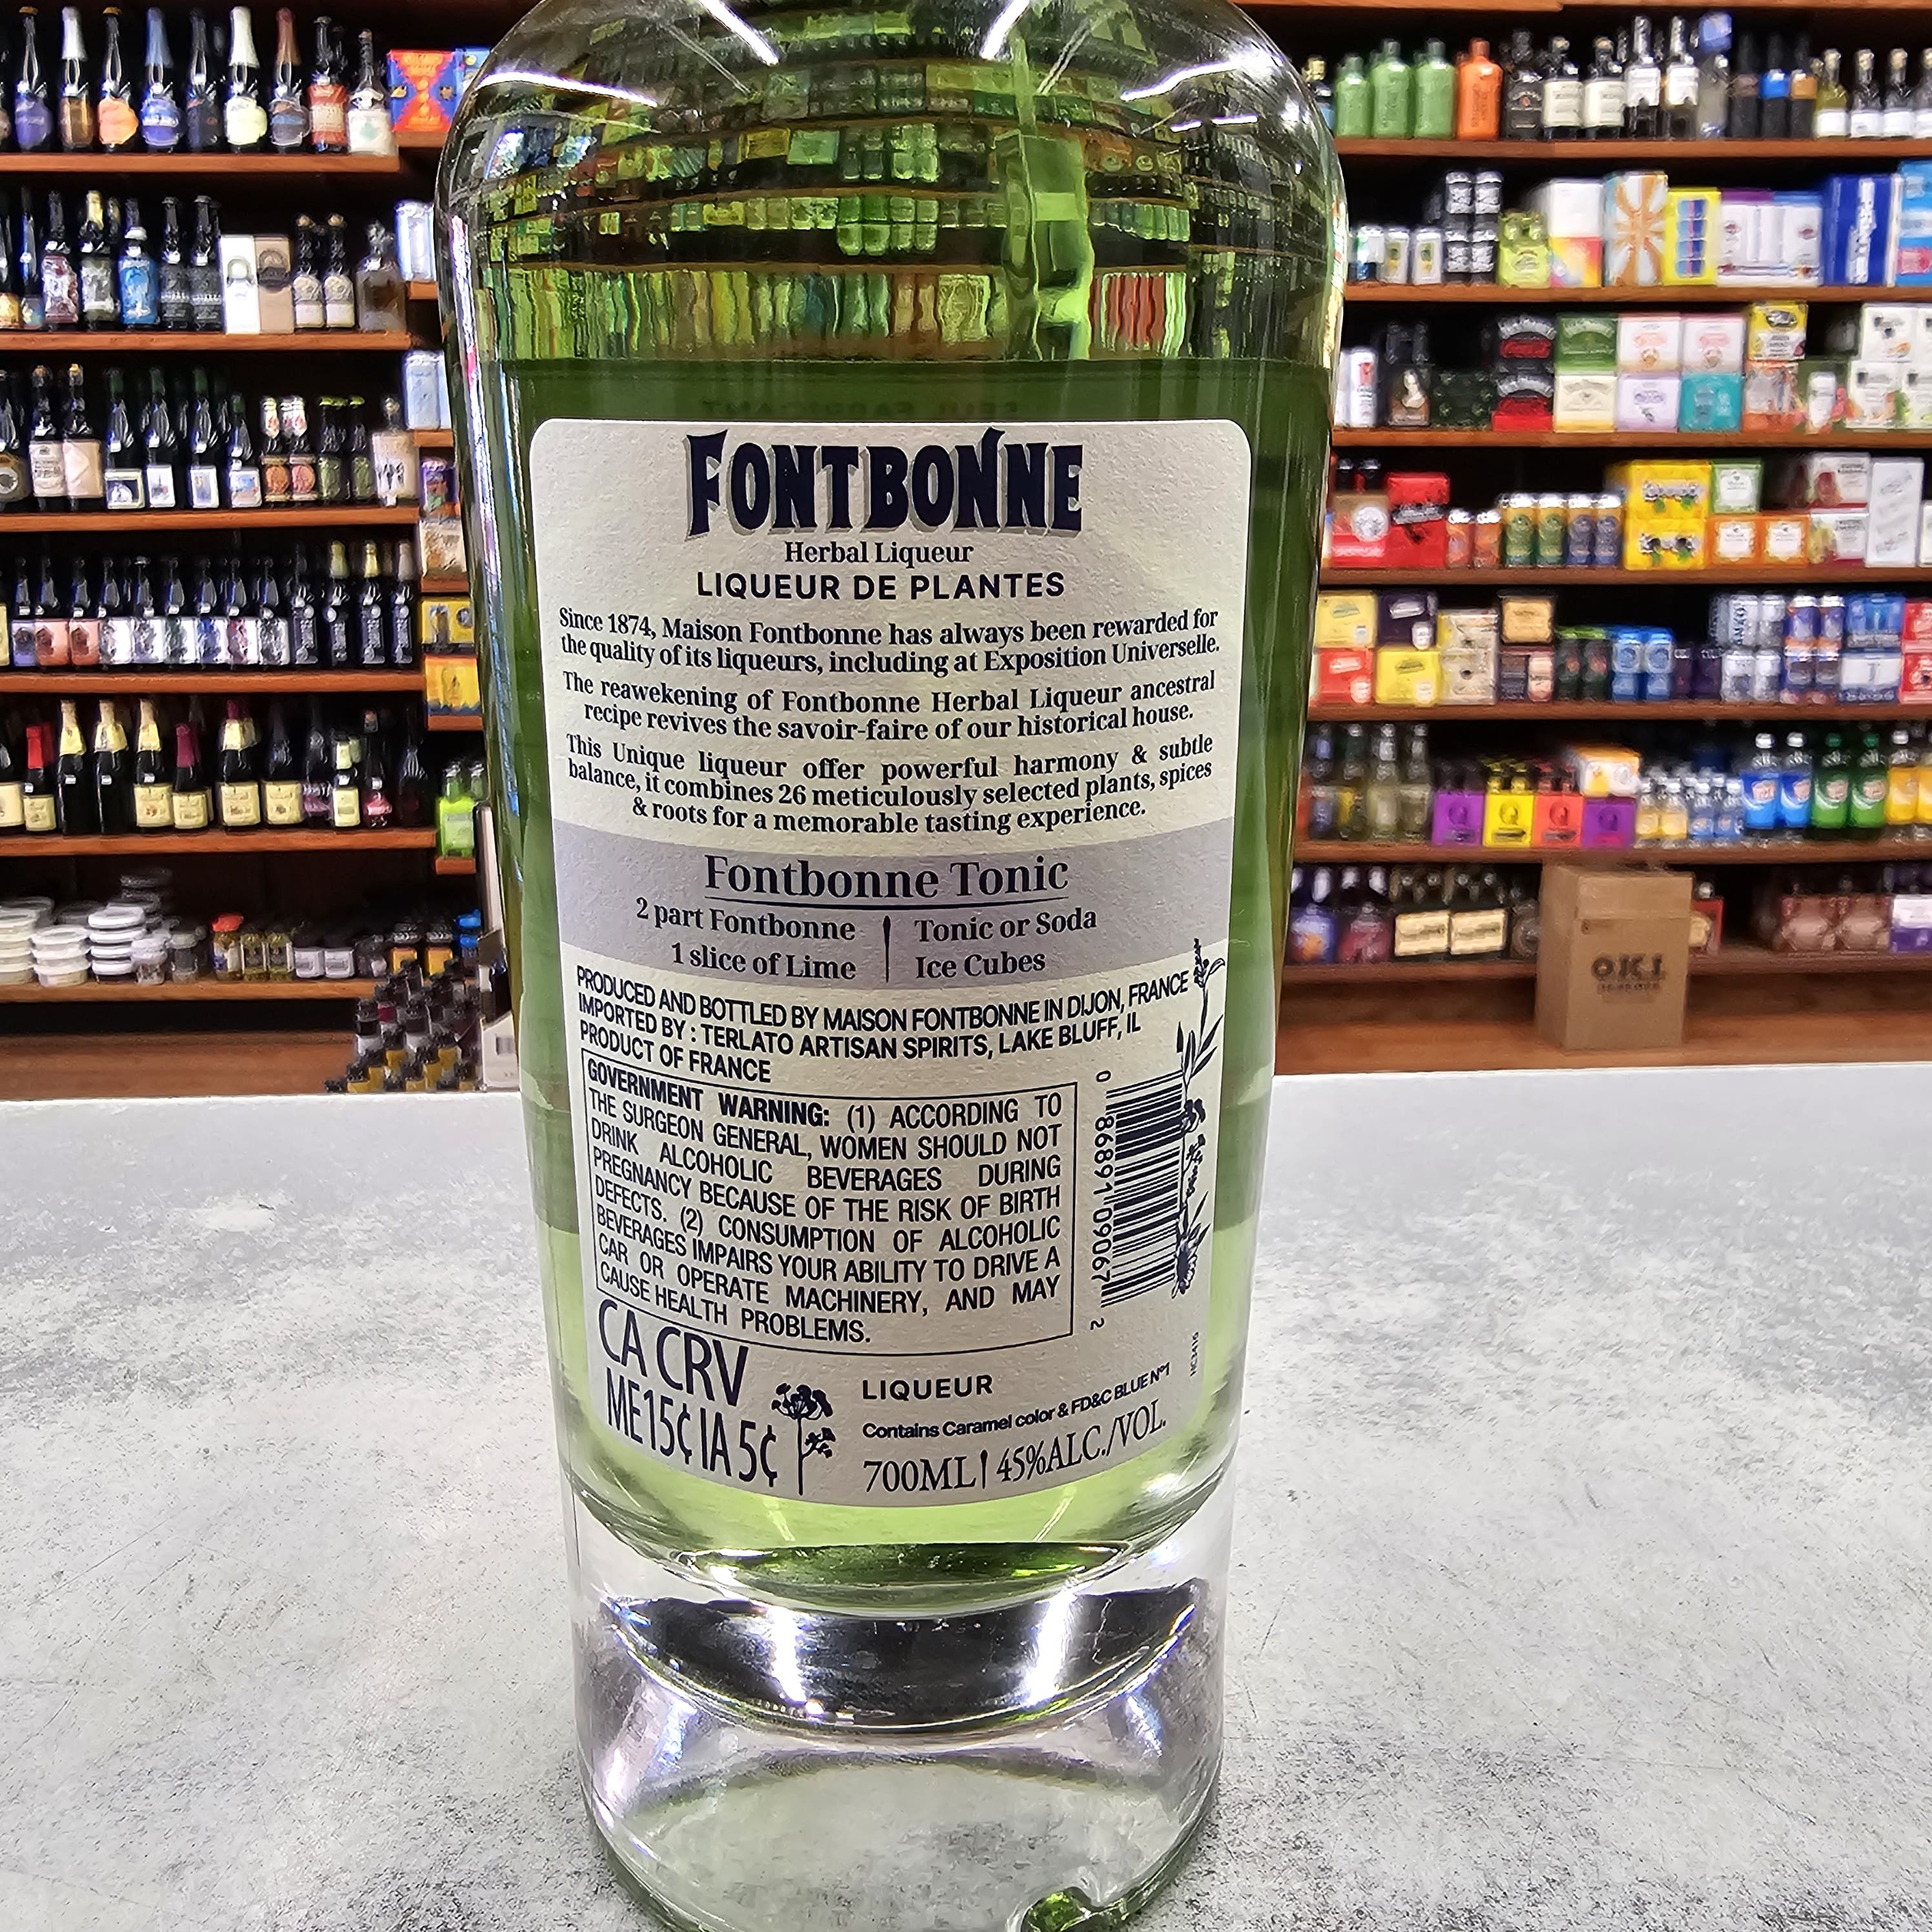 FONTBONNE
Herbal Liqueur
LIQUEUR DE PLANTES
Since 1874, Maison Fontbonne has always been rewarded for
the quality of its liqueurs, including at Exposition Universelle.
The reawekening of Fontbonne Herbal Liqueur ancestral
recipe revives the savoir-faire of our historical house.
This Unique liqueur offer powerful harmony & subtle
balance, it combines 26 meticulously selected plants, spices
& roots for a memorable tasting experience.
Fontbonne Tonic
2 part Fontbonne
1 slice of Lime
Tonic or Soda
Ice Cubes
PRODUCED AND BOTTLED BY MAISON FONTBONNE IN DIJON, FRANCE
IMPORTED BY : TERLATO ARTISAN SPIRITS, LAKE BLUFF, IL
PRODUCT OF FRANCE
GOVERNMENT WARNING: (1) ACCORDING TO
THE SURGEON GENERAL, WOMEN SHOULD NOT
DRINK ALCOHOLIC BEVERAGES DURING
PREGNANCY BECAUSE OF THE RISK OF BIRTH
DEFECTS. (2) CONSUMPTION OF ALCOHOLIC
BEVERAGES IMPAIRS YOUR ABILITY TO DRIVE A
CAR OR OPERATE MACHINERY, AND MAY
CAUSE HEALTH PROBLEMS.
0 86891 09067 2
CA CRV
ME15¢ IA 5¢
LIQUEUR
Contains Caramel color & FD&C BLUE N°1
700ML | 45%ALC./VOL.
O.K.I.